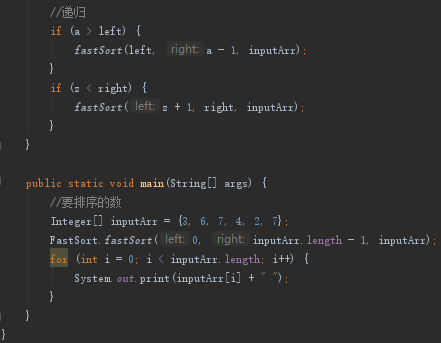 //递归
if (a > left) {
fastSort(left, right: a - 1, inputArr);
}
if (z < right) {
fastSort( left: z + 1, right, inputArr);
}
}
public static void main(String[] args) {
//要排序的数
Integer[] inputArr = {3, 6, 7, 4, 2, 7};
FastSort.fastSort( left: 0, right: inputArr.length - 1, inputArr);
for (int i = 0; i < inputArr.length; i++) {
System.out.print(inputArr[i] + " ");
}
}
}